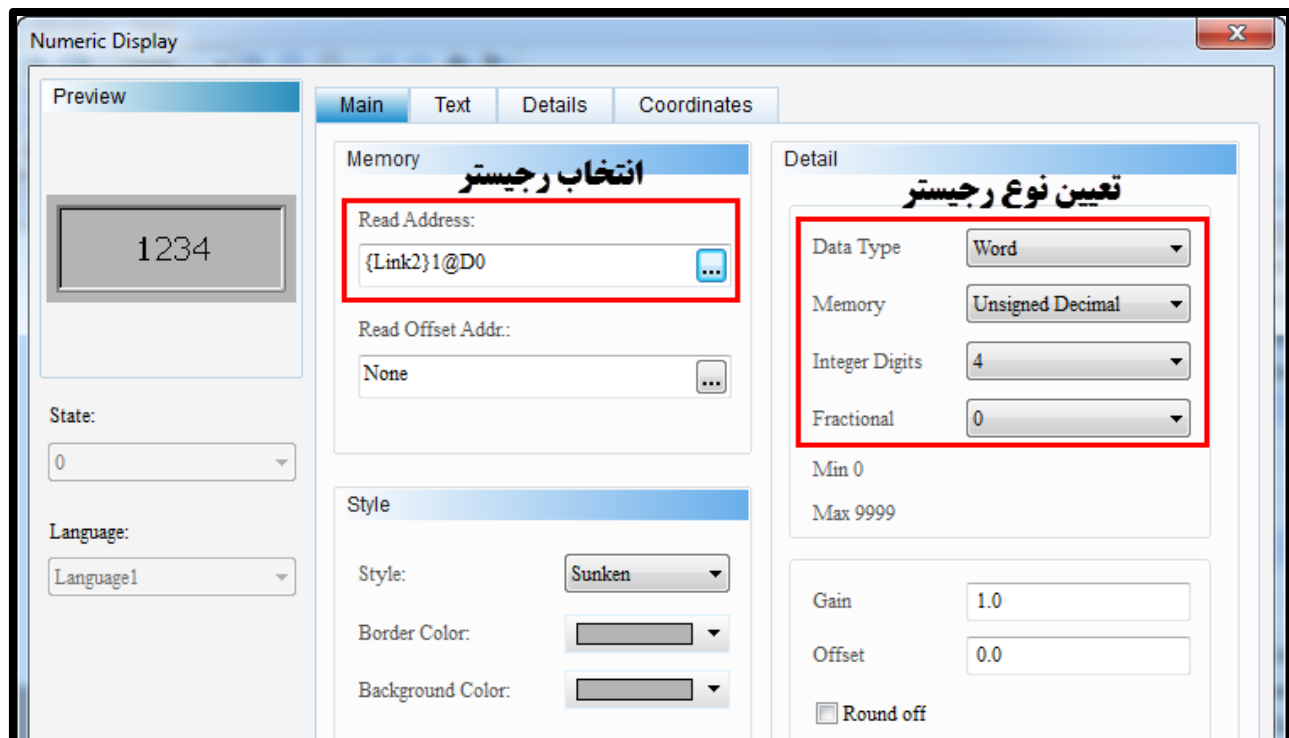 Numeric Display
Preview
1234
State:
0
Language:
Language1
Main Text Details Coordinates
Memory
انتخاب رجیستر
Read Address:
{Link2}1@D0
...
Read Offset Addr.:
None
...
Style
Style: Sunken
Border Color:
Background Color:
Detail
تعیین نوع رجیستر
Data Type Word
Memory Unsigned Decimal
Integer Digits 4
Fractional 0
Min 0
Max 9999
Gain 1.0
Offset 0.0
Round off